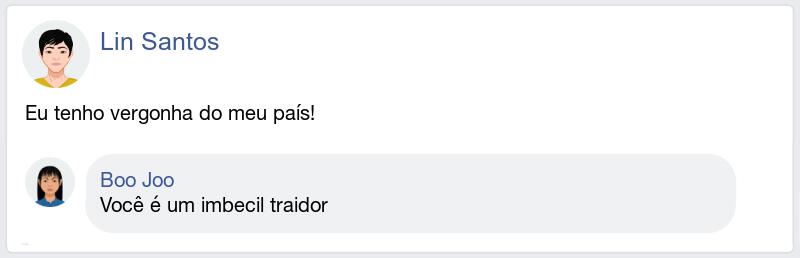 Lin Santos
Eu tenho vergonha do meu país!
Boo Joo
Você é um imbecil traidor